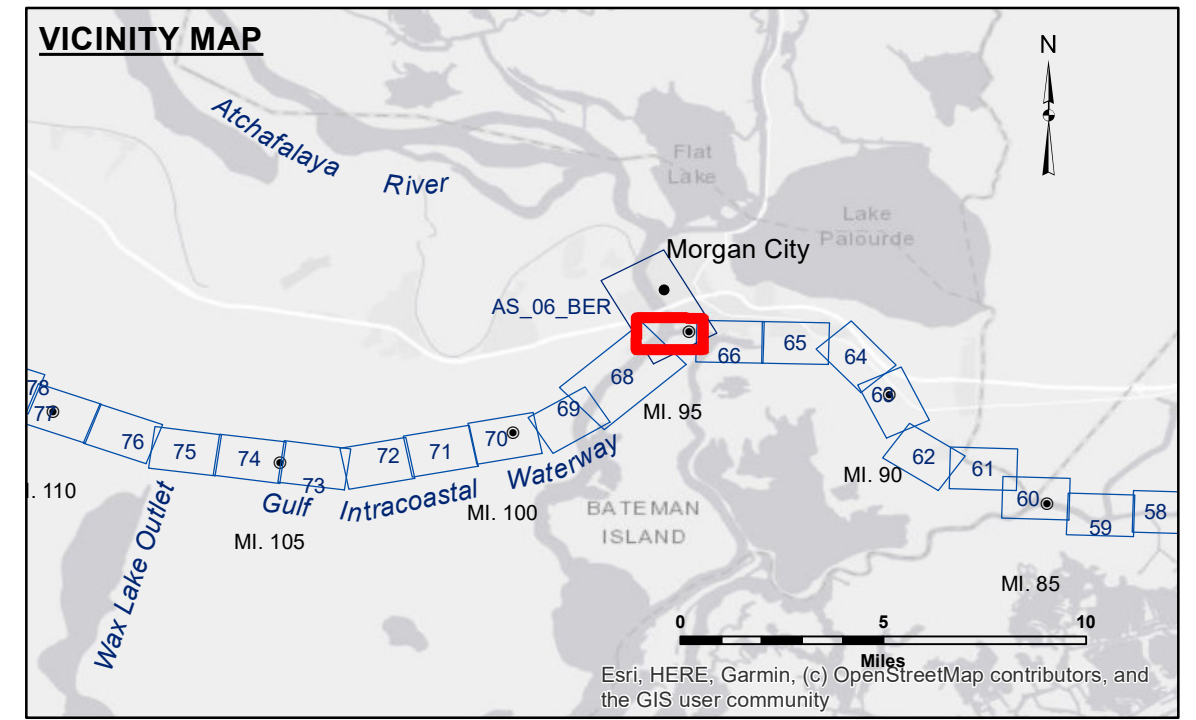 VICINITY MAP
N
Atchafalaya
River
Flat
Lake
Lake
Palourde
Morgan City
AS_06_BER
66
65
64
63
68
MI. 95
69
78
77
76
75
74
73
72
71
70
62
61
60
59
58
MI. 90
Gulf
Intracoastal
Waterway
MI. 100
I. 110
MI. 105
Wax Lake Outlet
BATEMAN
ISLAND
MI. 85
0
5
10
Miles
Esri, HERE, Garmin, (c) OpenStreetMap contributors, and
the GIS user community